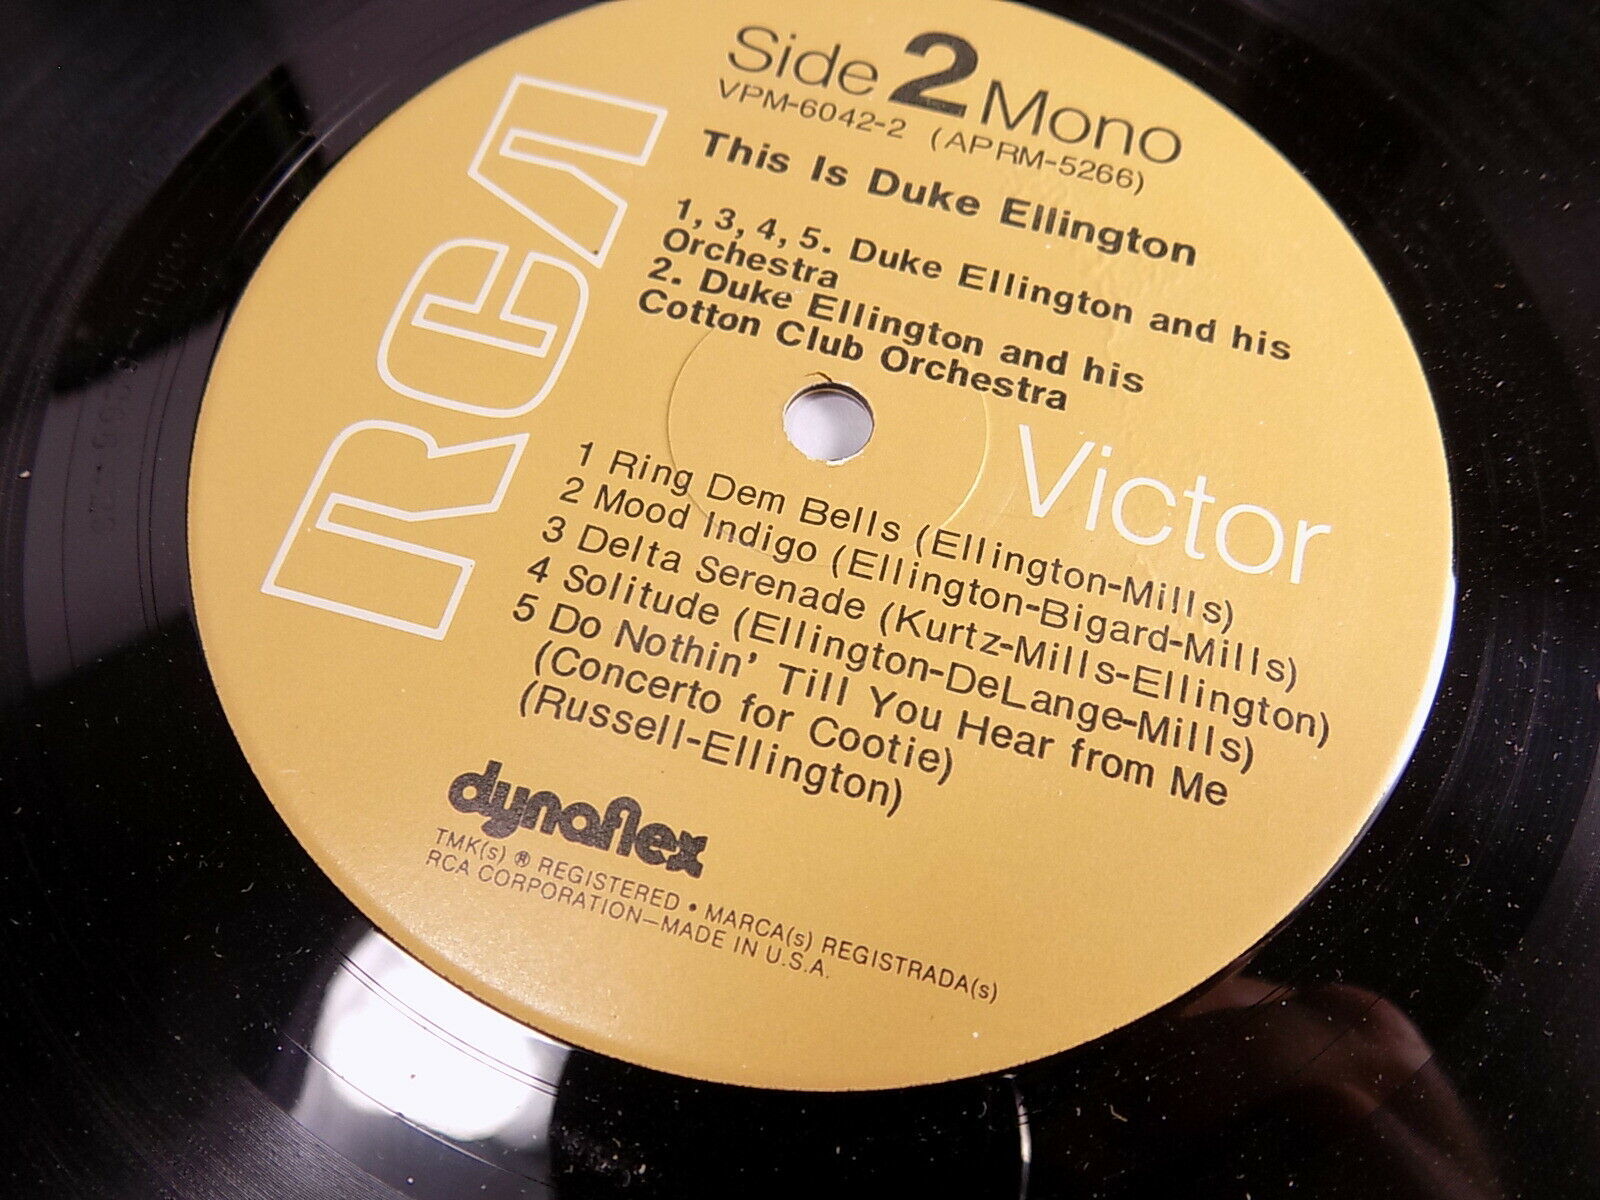 Side 2 Mono
VPM-6042-2 (APRM-5266)
This Is Duke Ellington
1, 3, 4, 5. Duke Ellington and his
Orchestra
2. Duke Ellington and his
Cotton Club Orchestra
RCA
Victor
1 Ring Dem Bells (Ellington-Mills)
2 Mood Indigo (Ellington-Bigard-Mills)
3 Delta Serenade (Kurtz-Mills-Ellington)
4 Solitude (Ellington-DeLange-Mills)
5 Do Nothin' Till You Hear from Me
(Concerto for Cootie)
(Russell-Ellington)
dynaflex
TMK(s) ® REGISTERED • MARCA(s) REGISTRADA(s)
RCA CORPORATION—MADE IN U.S.A.